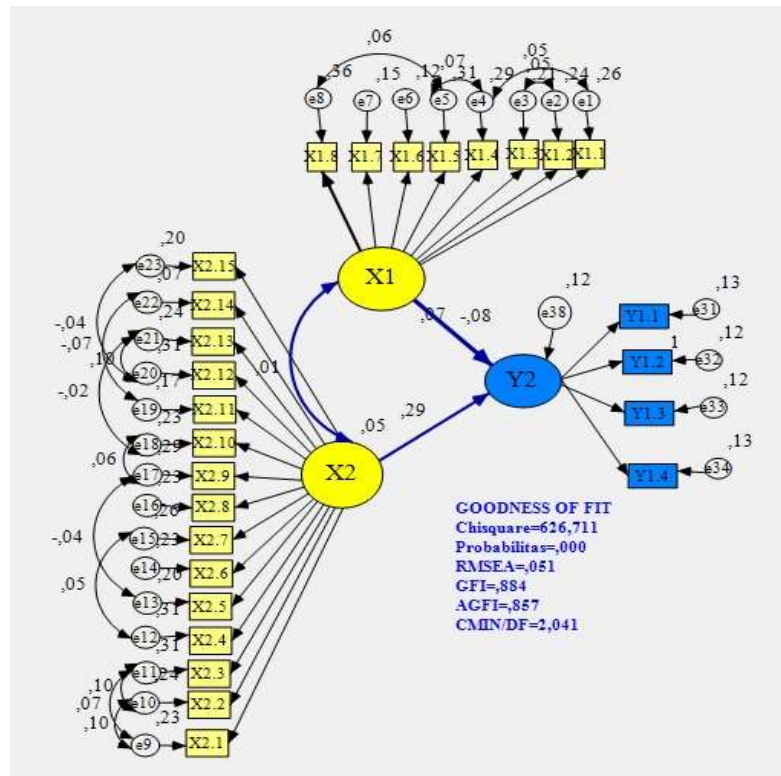 ,06
,36 ,15 ,12 ,07 ,31 ,29 ,05 ,05 ,21 ,24 ,26
e8 e7 e6 e5 e4 e3 e2 e1
X1.8 X1.7 X1.6 X1.5 X1.4 X1.3 X1.2 X1.1
X1
,07 -,08
,01
,05 ,29
X2
Y2
,12
e38
Y1.1 e31 ,13
1
Y1.2 e32 ,12
Y1.3 e33 ,12
Y1.4 e34 ,13
,20
e23 X2.15
,07
e22 X2.14
,24
-,04
e21 X2.13
-,07
,31
e20 X2.12
,17
-,02
e19 X2.11
,23
e18 X2.10
,29
,06
e17 X2.9
,23
e16 X2.8
,26
-,04
e15 X2.7
,23
e14 X2.6
,20
,05
e13 X2.5
,31
e12 X2.4
,31
e11 X2.3
,24
,10
,07
e10 X2.2
,23
,10
e9 X2.1
GOODNESS OF FIT
Chisquare=626,711
Probabilitas=,000
RMSEA=,051
GFI=,884
AGFI=,857
CMIN/DF=2,041